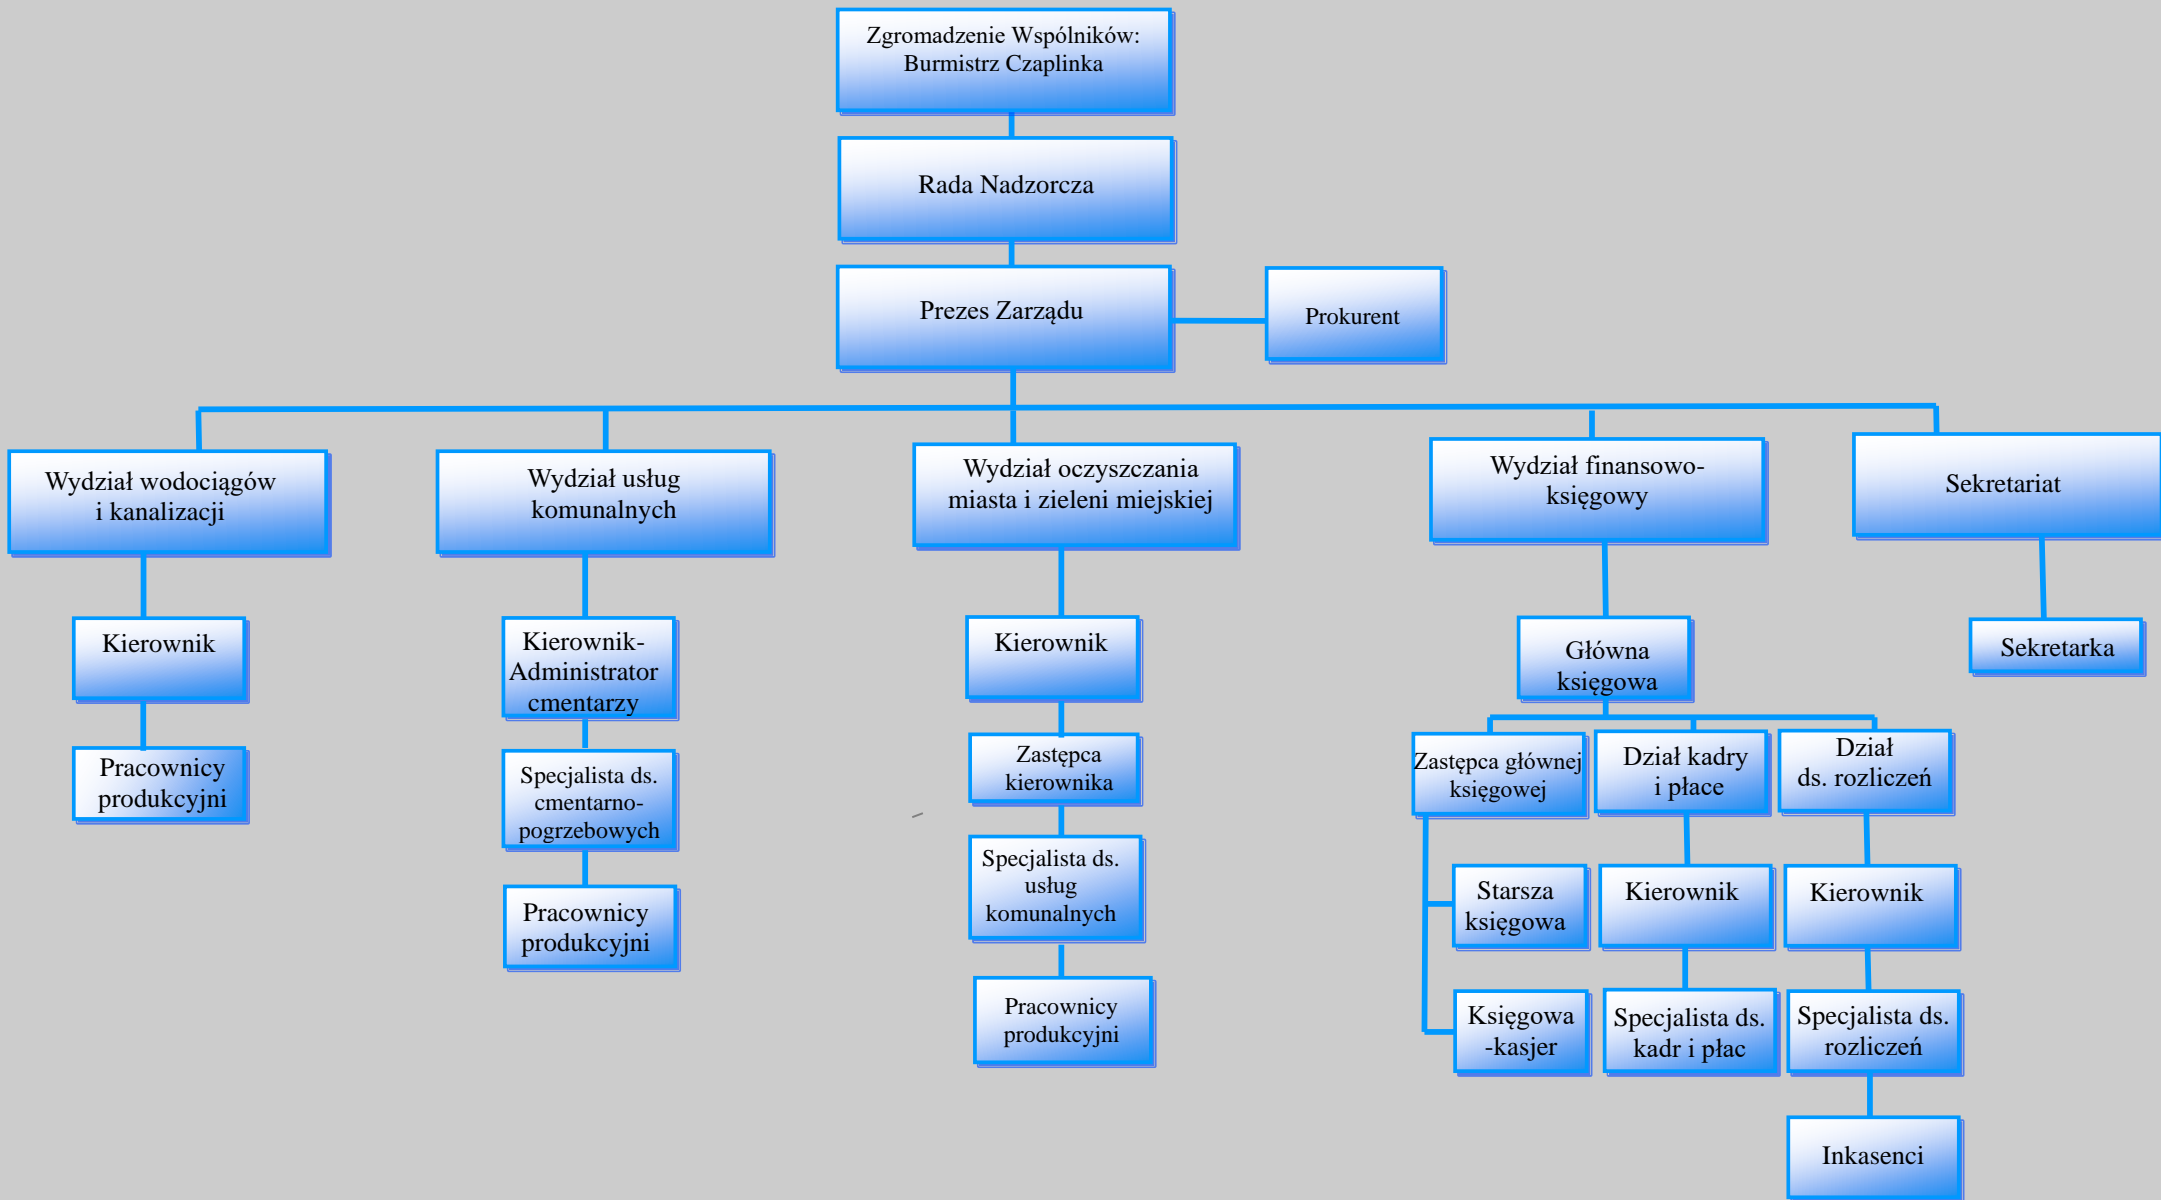 Zgromadzenie Wspólników:
Burmistrz Czaplinka
Rada Nadzorcza
Prezes Zarządu
Prokurent
Wydział wodociągów
i kanalizacji
Wydział usług
komunalnych
Wydział oczyszczania
miasta i zieleni miejskiej
Wydział finansowo-
księgowy
Sekretariat
Kierownik
Kierownik-
Administrator
cmentarzy
Kierownik
Główna
księgowa
Sekretarka
Pracownicy
produkcyjni
Specjalista ds.
cmentarno-
pogrzebowych
Zastępca
kierownika
Zastępca głównej
księgowej
Dział kadry
i płace
Dział
ds. rozliczeń
Pracownicy
produkcyjni
Specjalista ds.
usług
komunalnych
Starsza
księgowa
Kierownik
Kierownik
Pracownicy
produkcyjni
Księgowa
-kasjer
Specjalista ds.
kadr i płac
Specjalista ds.
rozliczeń
Inkasenci